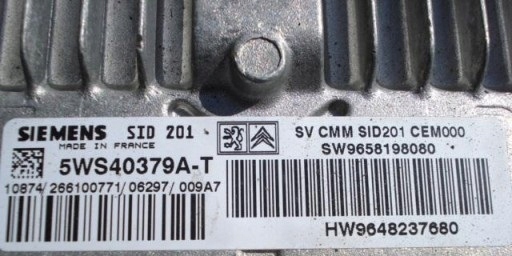 SIEMENS SID 201
MADE IN FRANCE
5WS40379A-T
10874/266100771/06297/009A7
SV CMM SID201 CEM000
SW9658198080
HW9648237680